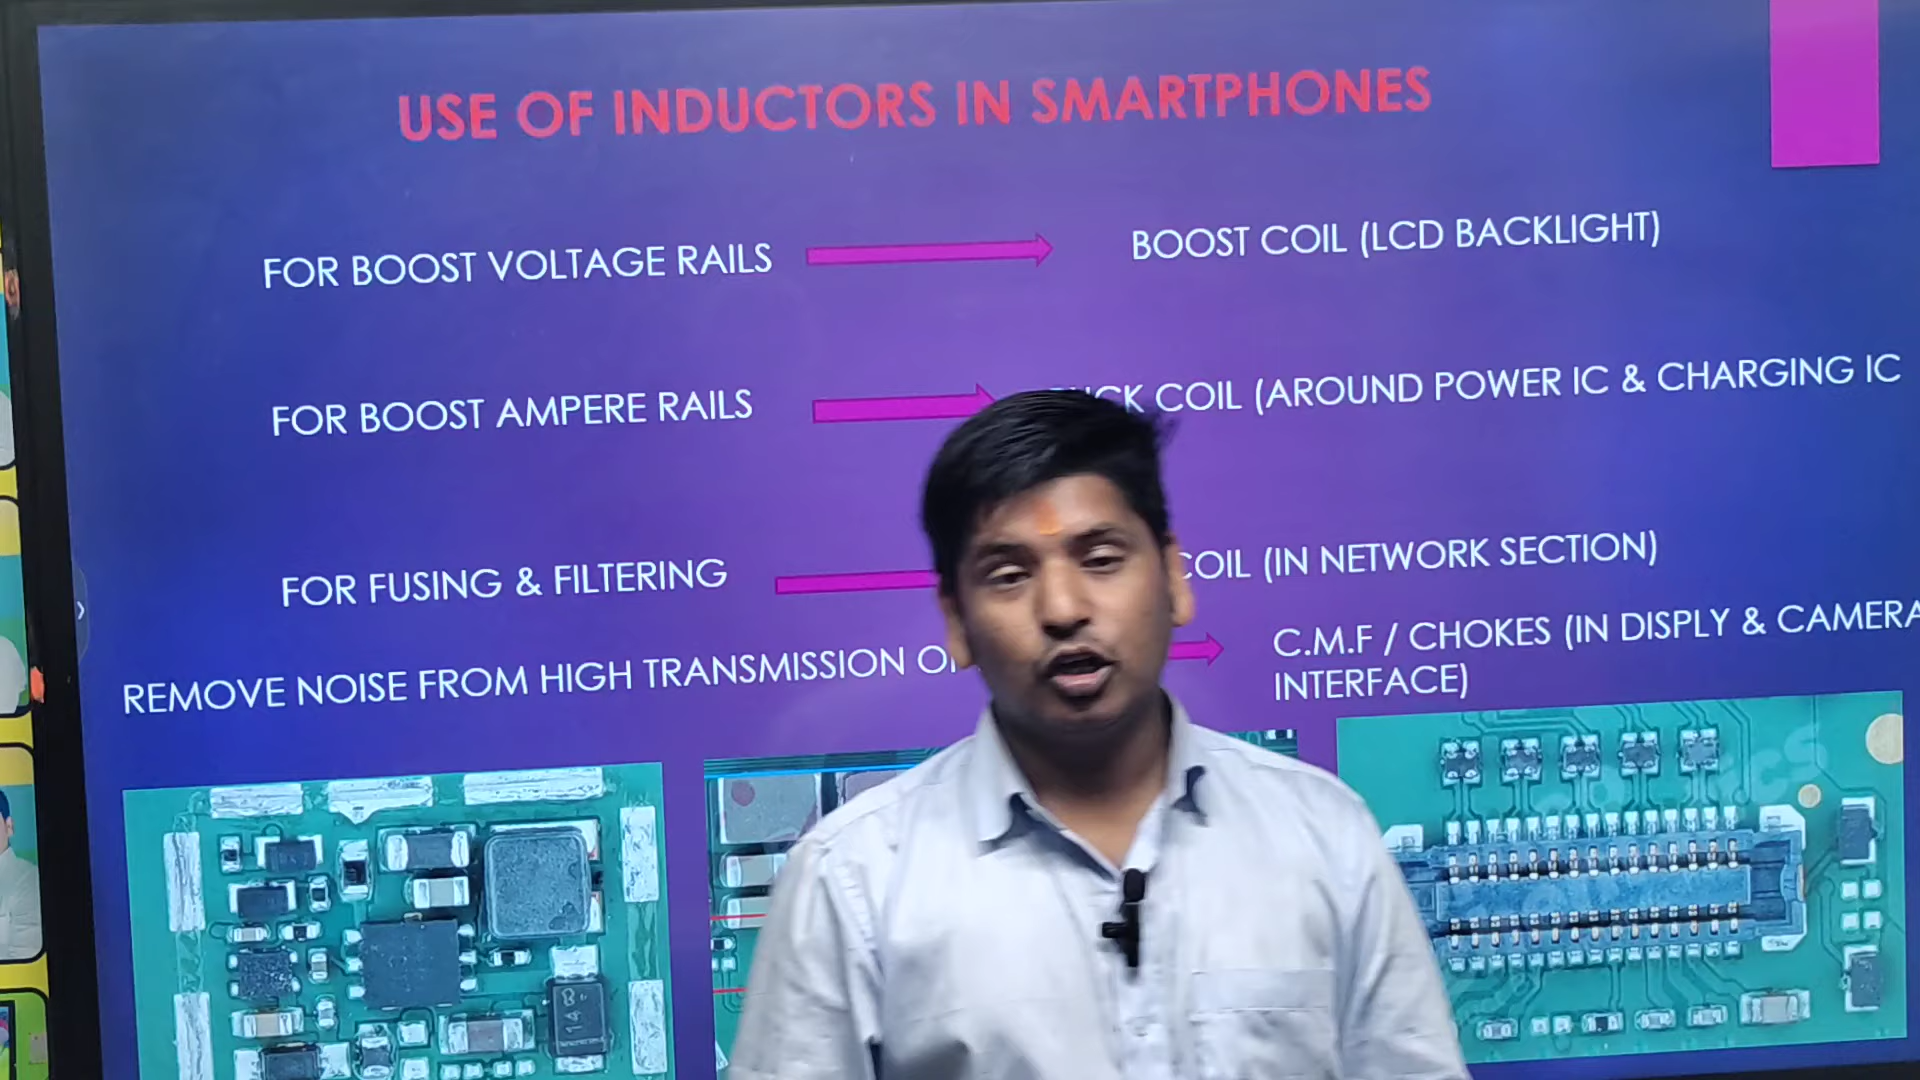 USE OF INDUCTORS IN SMARTPHONES
FOR BOOST VOLTAGE RAILS BOOST COIL (LCD BACKLIGHT)
FOR BOOST AMPERE RAILS COIL (AROUND POWER IC & CHARGING IC
FOR FUSING & FILTERING COIL (IN NETWORK SECTION)
REMOVE NOISE FROM HIGH TRANSMISSION
C.M.F / CHOKES (IN DISPLY & CAMERA
INTERFACE)